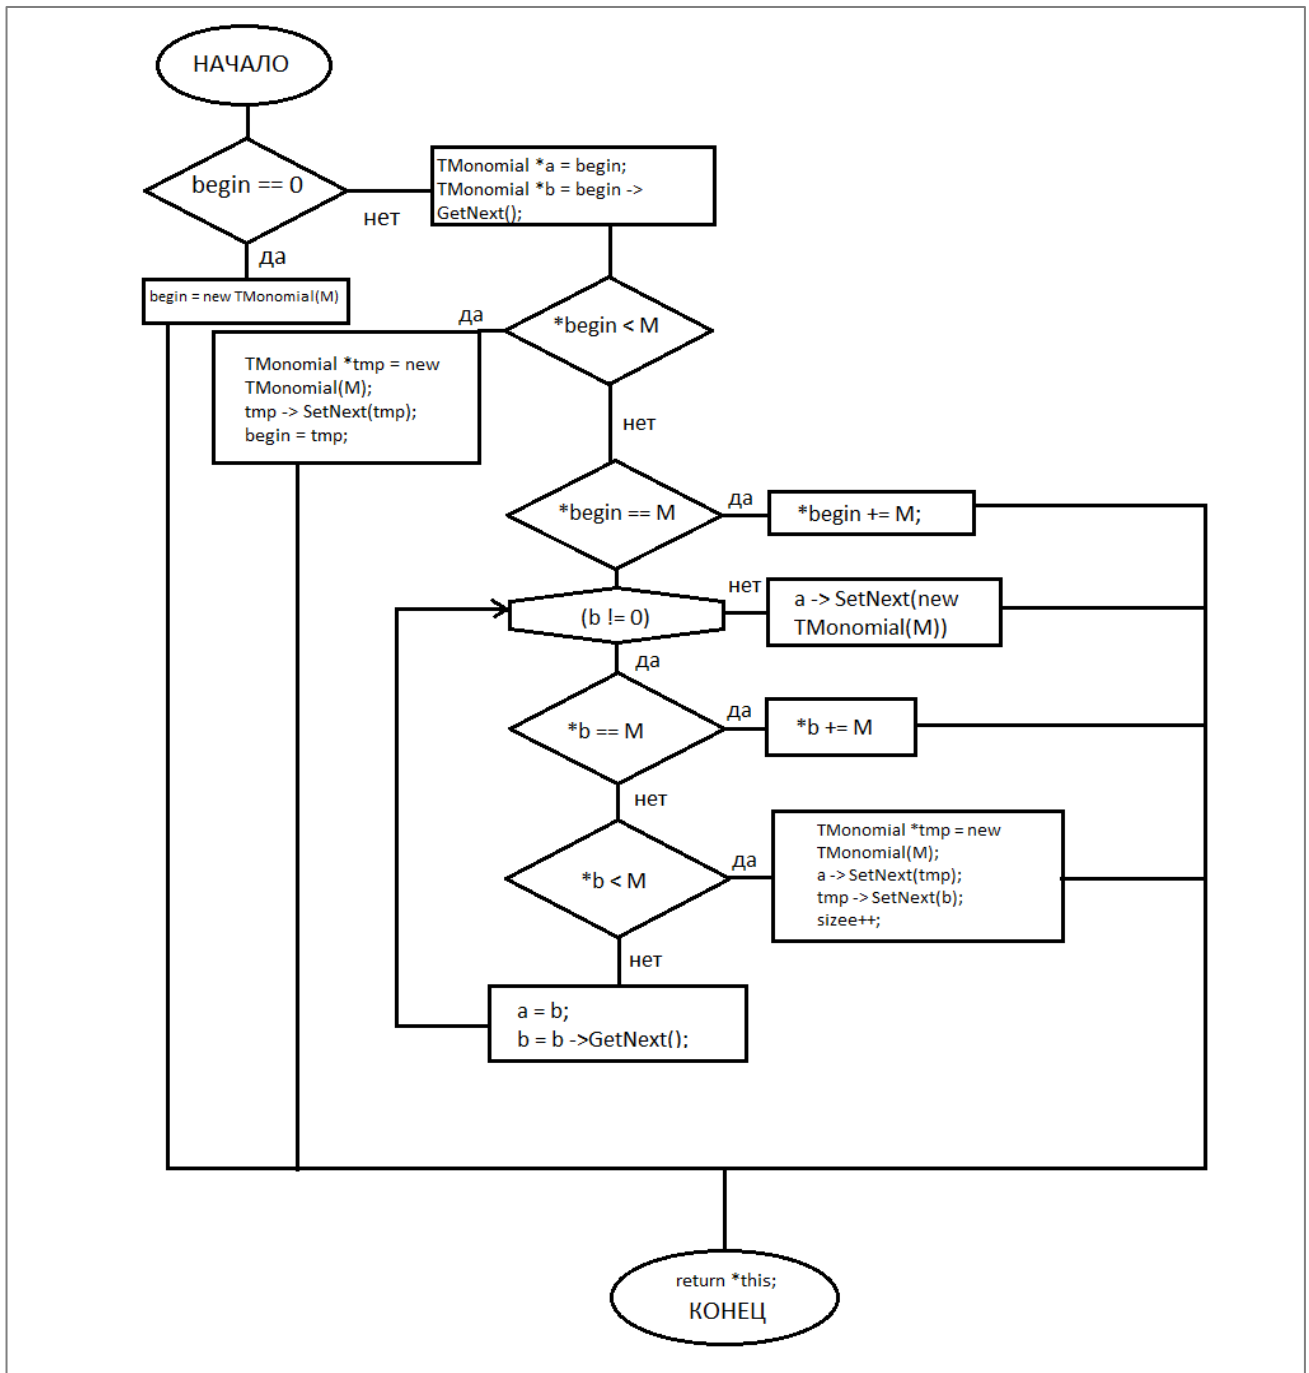 НАЧАЛО
begin == 0
нет
TMonomial *a = begin;
TMonomial *b = begin ->
GetNext();
да
begin = new TMonomial(M)
*begin < M
да
TMonomial *tmp = new
TMonomial(M);
tmp -> SetNext(tmp);
begin = tmp;
нет
*begin == M
да
*begin += M;
(b != 0)
нет
a -> SetNext(new
TMonomial(M))
да
*b == M
да
*b += M
нет
*b < M
да
TMonomial *tmp = new
TMonomial(M);
a -> SetNext(tmp);
tmp -> SetNext(b);
sizee++;
нет
a = b;
b = b ->GetNext();
return *this;
КОНЕЦ